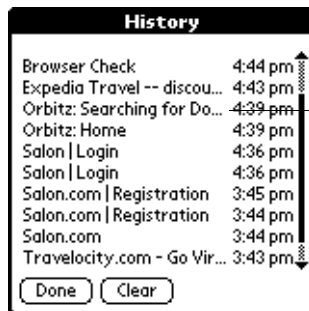 History
Browser Check 4:44 pm
Expedia Travel -- discou... 4:43 pm
Orbitz: Searching for Do... 4:39 pm
Orbitz: Home 4:39 pm
Salon | Login 4:36 pm
Salon | Login 4:36 pm
Salon.com | Registration 3:45 pm
Salon.com | Registration 3:44 pm
Salon.com 3:44 pm
Travelocity.com - Go Vir... 3:43 pm
Done Clear